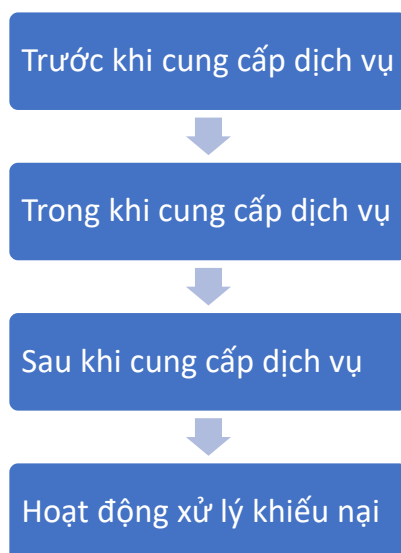 Trước khi cung cấp dịch vụ
Trong khi cung cấp dịch vụ
Sau khi cung cấp dịch vụ
Hoạt động xử lý khiếu nại